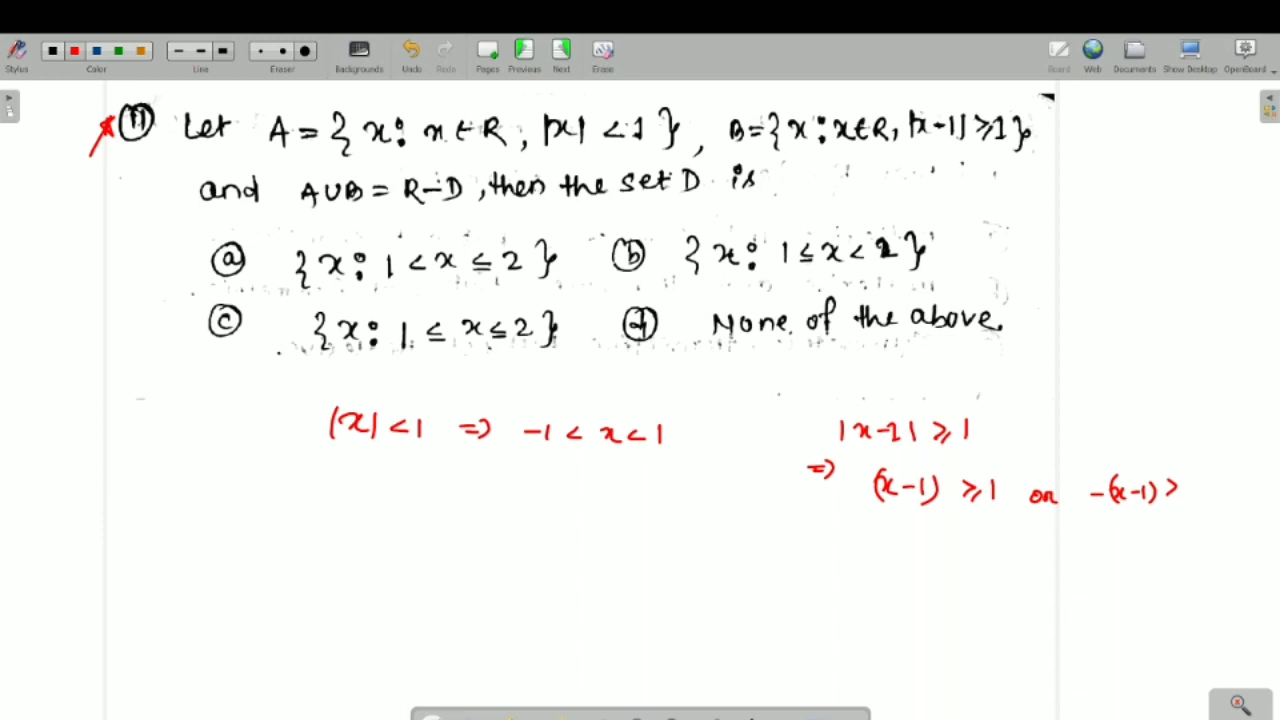 Stylus Color Line Eraser Backgrounds Undo Redo Pages Previous Next Erase Board Web Documents Show Desktop OpenBoard
(11) Let A = { x : x ∈ R, |x| < 1 }, B = { x : x ∈ R, |x-1| ≥ 1 }
and A∪B = R-D, then the set D is
(a) { x : 1 < x ≤ 2 } (b) { x : 1 ≤ x < 2 }
(c) { x : 1 ≤ x ≤ 2 } (d) None of the above.
|x| < 1 => -1 < x < 1 |x-1| ≥ 1
=> (x-1) ≥ 1 or -(x-1) >